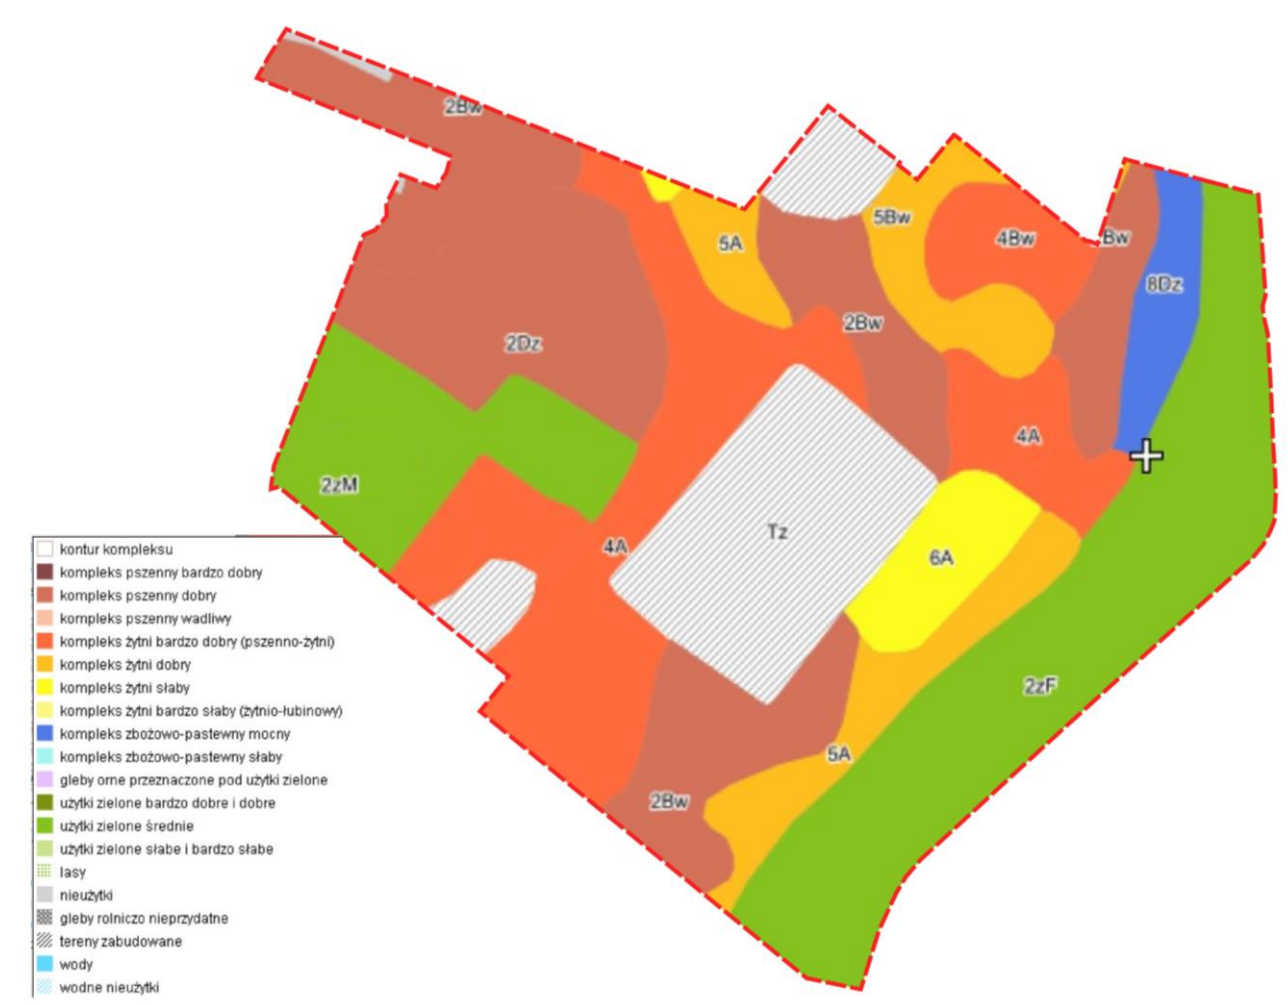 2Bw
5A
5Bw
4Bw
Bw
8Dz
2Bw
2Dz
4A
2zM
Tz
4A
6A
2zF
5A
2Bw
kontur kompleksu
kompleks pszenny bardzo dobry
kompleks pszenny dobry
kompleks pszenny wadliwy
kompleks żytni bardzo dobry (pszenno-żytni)
kompleks żytni dobry
kompleks żytni słaby
kompleks żytni bardzo słaby (żytnio-łubinowy)
kompleks zbożowo-pastewny mocny
kompleks zbożowo-pastewny słaby
gleby orne przeznaczone pod użytki zielone
użytki zielone bardzo dobre i dobre
użytki zielone średnie
użytki zielone słabe i bardzo słabe
lasy
nieużytki
gleby rolniczo nieprzydatne
tereny zabudowane
wody
wodne nieużytki